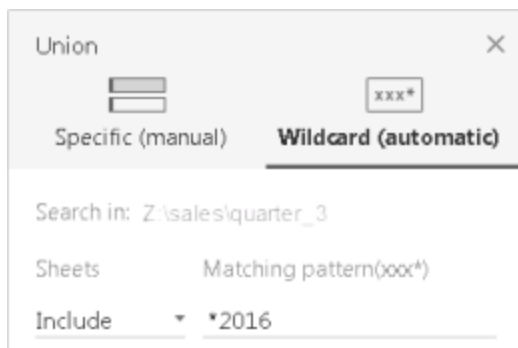 Union
xxx*
Specific (manual) Wildcard (automatic)
Search in: Z:\sales\quarter_3
Sheets Matching pattern(xxx*)
Include *2016